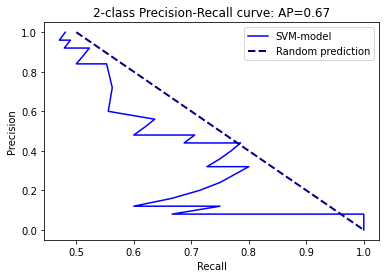 2-class Precision-Recall curve: AP=0.67
SVM-model
Random prediction
Precision
1.0
0.8
0.6
0.4
0.2
0.0
0.5
0.6
0.7
0.8
0.9
1.0
Recall